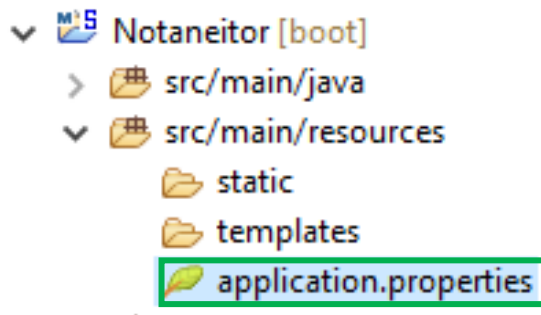 Notaneitor [boot]
src/main/java
src/main/resources
static
templates
application.properties